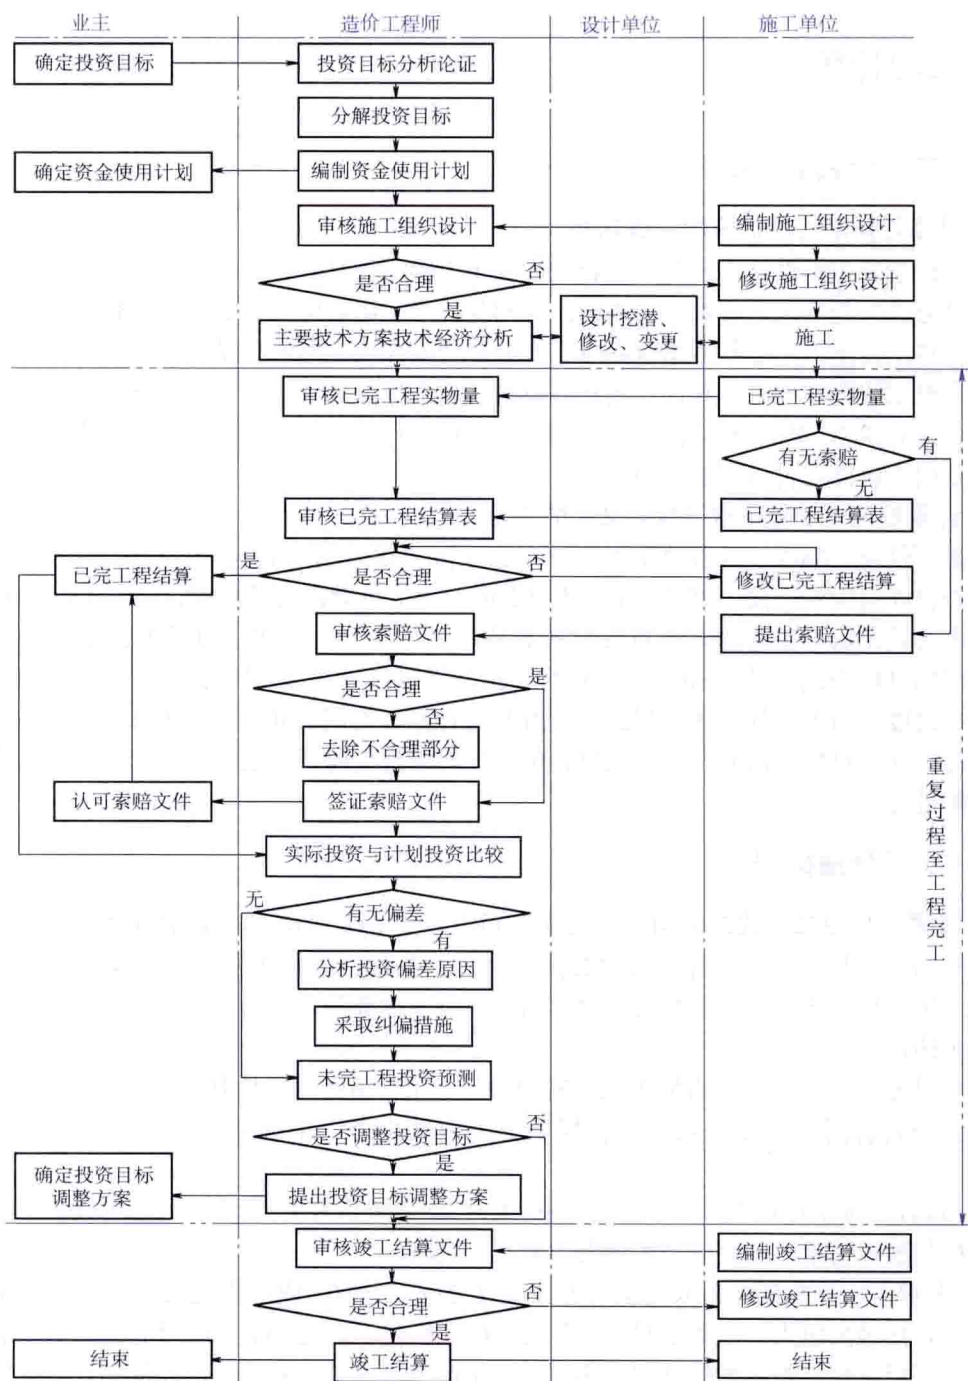 业主
造价工程师
设计单位
施工单位
确定投资目标
投资目标分析论证
分解投资目标
确定资金使用计划
编制资金使用计划
审核施工组织设计
编制施工组织设计
是否合理
否
修改施工组织设计
是
主要技术方案技术经济分析
设计挖潜、
修改、变更
施工
审核已完工程实物量
已完工程实物量
有无索赔
有
无
审核已完工程结算表
已完工程结算表
已完工程结算
是
是否合理
否
修改已完工程结算
审核索赔文件
提出索赔文件
是否合理
是
否
去除不合理部分
认可索赔文件
签证索赔文件
实际投资与计划投资比较
无
有无偏差
有
分析投资偏差原因
采取纠偏措施
未完工程投资预测
是否调整投资目标
否
是
确定投资目标
调整方案
提出投资目标调整方案
重复过程至工程完工
审核竣工结算文件
编制竣工结算文件
是否合理
否
修改竣工结算文件
是
结束
竣工结算
结束